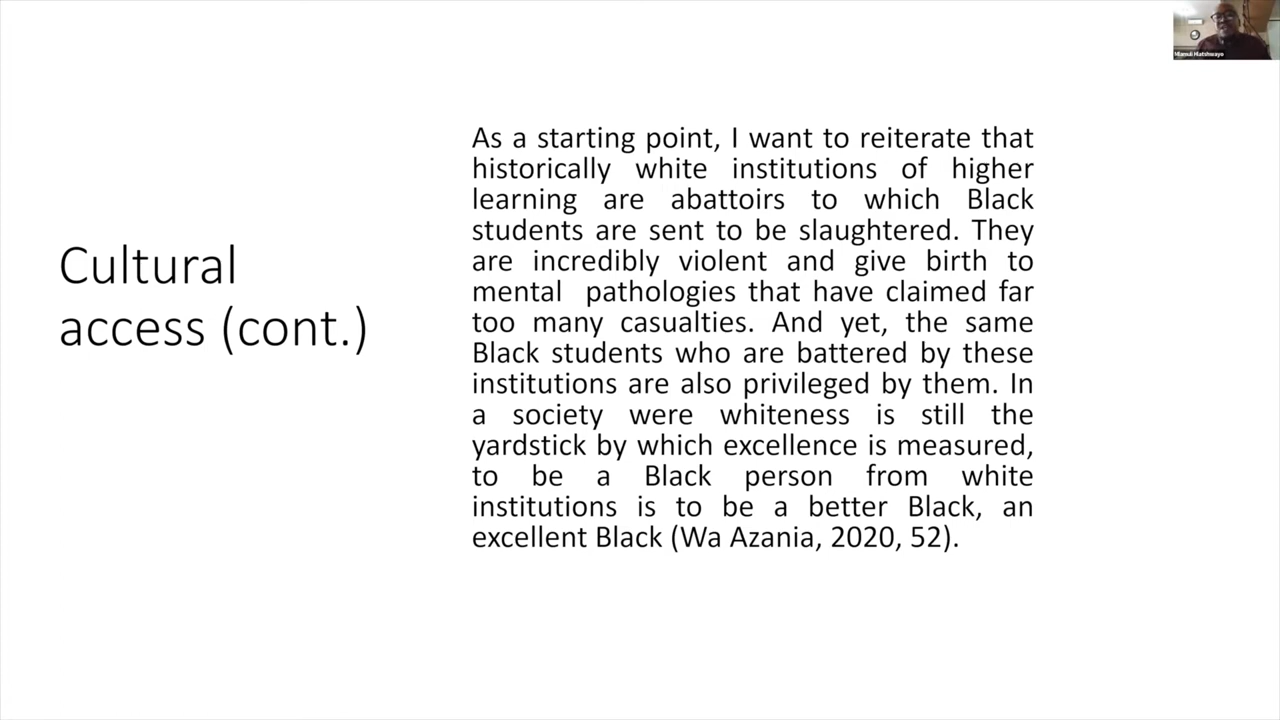 Mlamuli Hlatshwayo
Cultural
access (cont.)
As a starting point, I want to reiterate that
historically white institutions of higher
learning are abattoirs to which Black
students are sent to be slaughtered. They
are incredibly violent and give birth to
mental pathologies that have claimed far
too many casualties. And yet, the same
Black students who are battered by these
institutions are also privileged by them. In
a society were whiteness is still the
yardstick by which excellence is measured,
to be a Black person from white
institutions is to be a better Black, an
excellent Black (Wa Azania, 2020, 52).